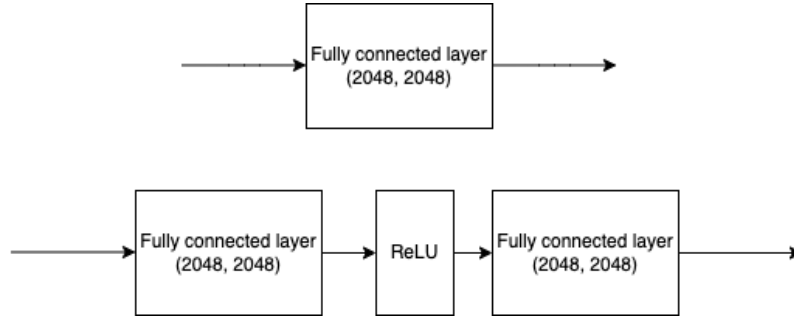 Fully connected layer
(2048, 2048)
Fully connected layer
(2048, 2048)
ReLU
Fully connected layer
(2048, 2048)